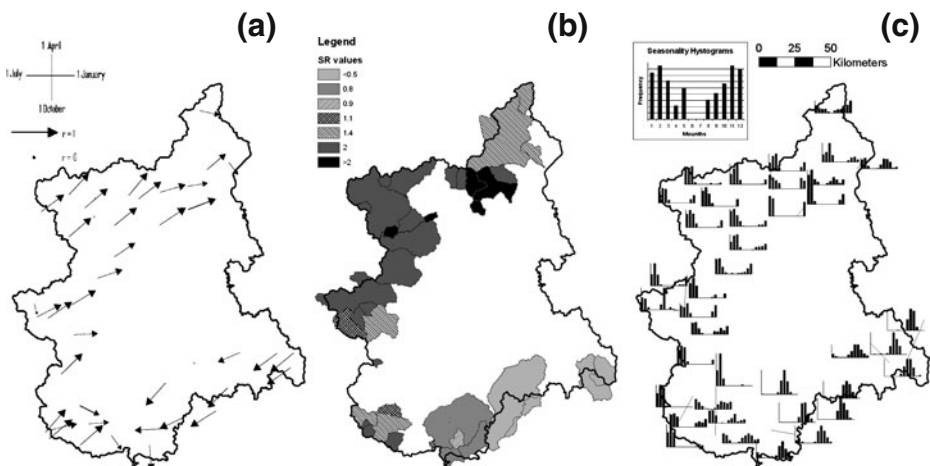 (a)
1 April
1 July
1 January
1 October
r = 1
r = 0
(b)
Legend
SR values
~0.5
0.8
0.9
1.1
1.4
2
>2
(c)
Seasonality Hystograms
Frequency
1 2 3 4 5 6 7 8 9 10 11 12
Mounths
0 25 50
Kilometers